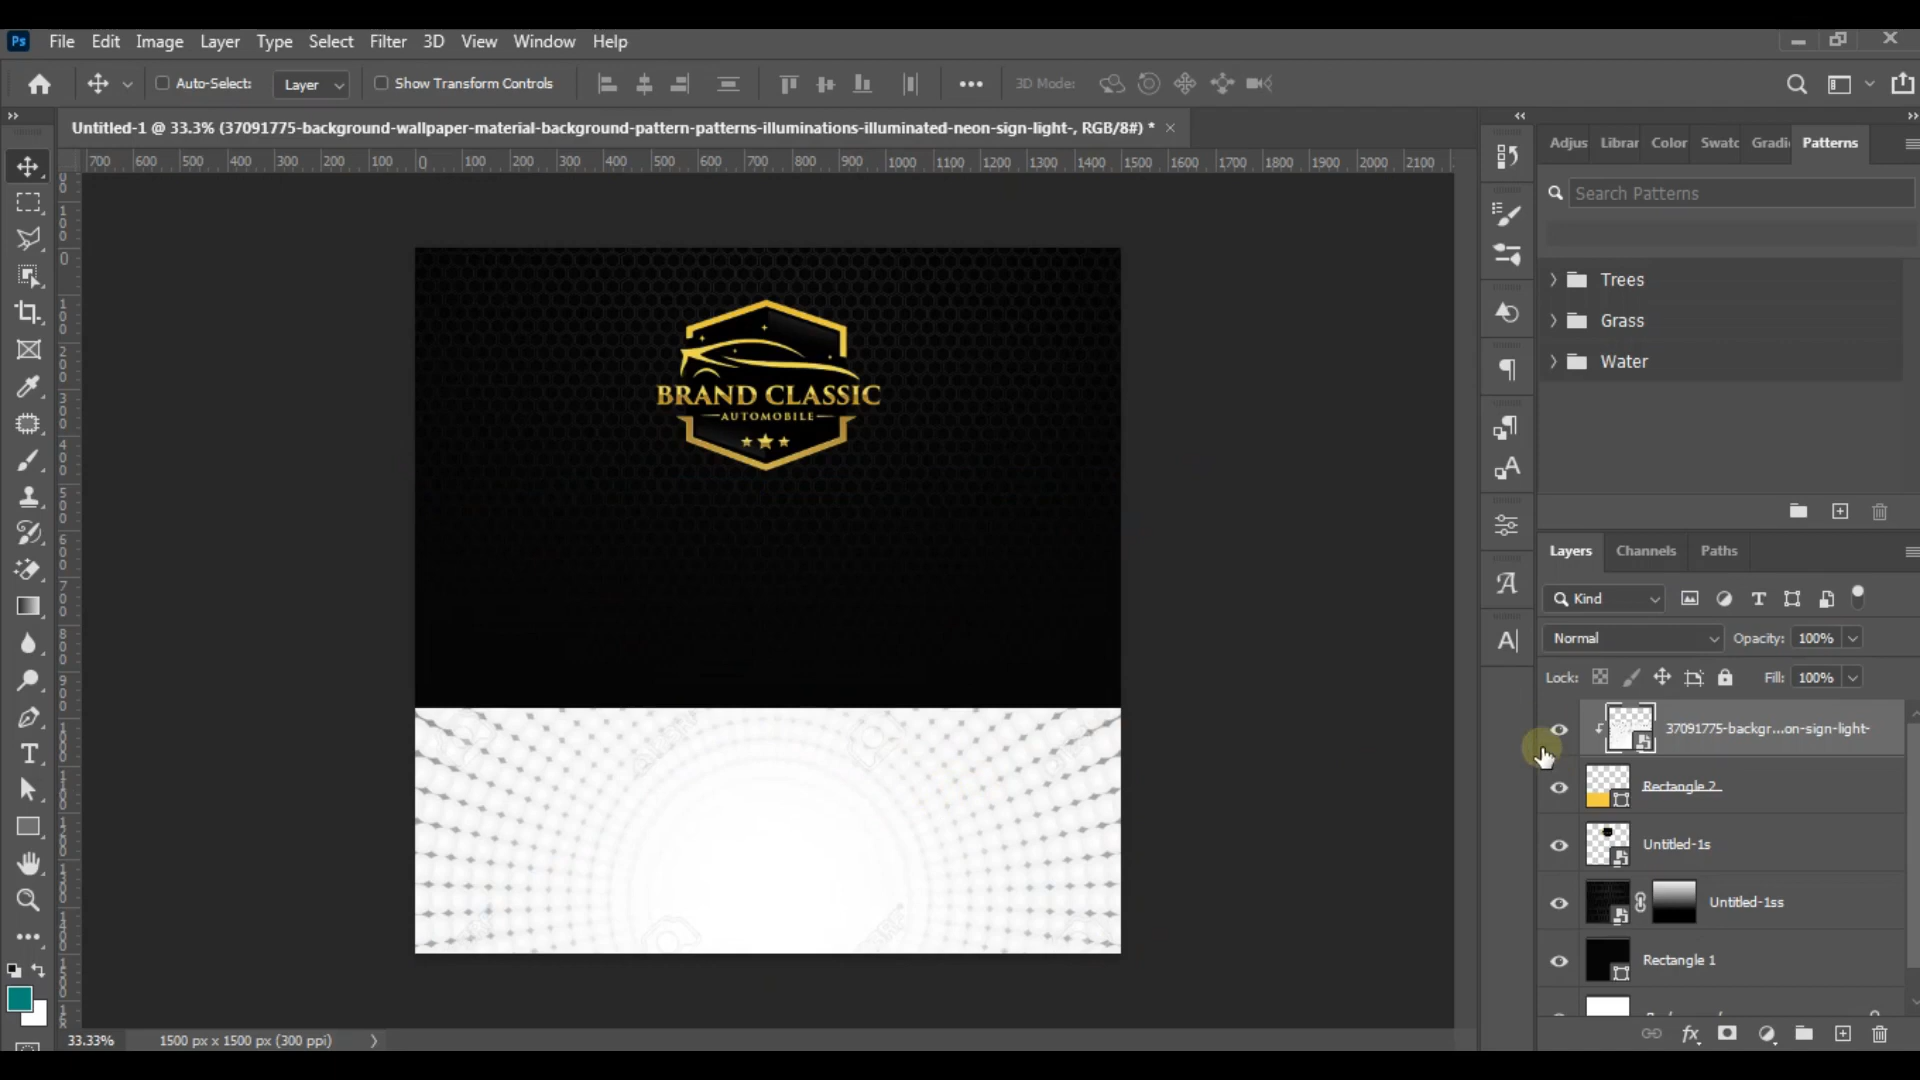 Ps File Edit Image Layer Type Select Filter 3D View Window Help
Auto-Select: Layer Show Transform Controls 3D Mode:
Untitled-1 @ 33.3% (37091775-background-wallpaper-material-background-pattern-patterns-illuminations-illuminated-neon-sign-light-, RGB/8#) *
700 600 500 400 300 200 100 0 100 200 300 400 500 600 700 800 900 1000 1100 1200 1300 1400 1500 1600 1700 1800 1900 2000 2100
Adjus Librar Color Swatc Gradi Patterns
Search Patterns
Trees
Grass
Water
BRAND CLASSIC
AUTOMOBILE
Layers Channels Paths
Kind
Normal Opacity: 100%
Lock: Fill: 100%
37091775-backgr...on-sign-light-
Rectangle 2
Untitled-1s
Untitled-1ss
Rectangle 1
33.33% 1500 px x 1500 px (300 ppi)